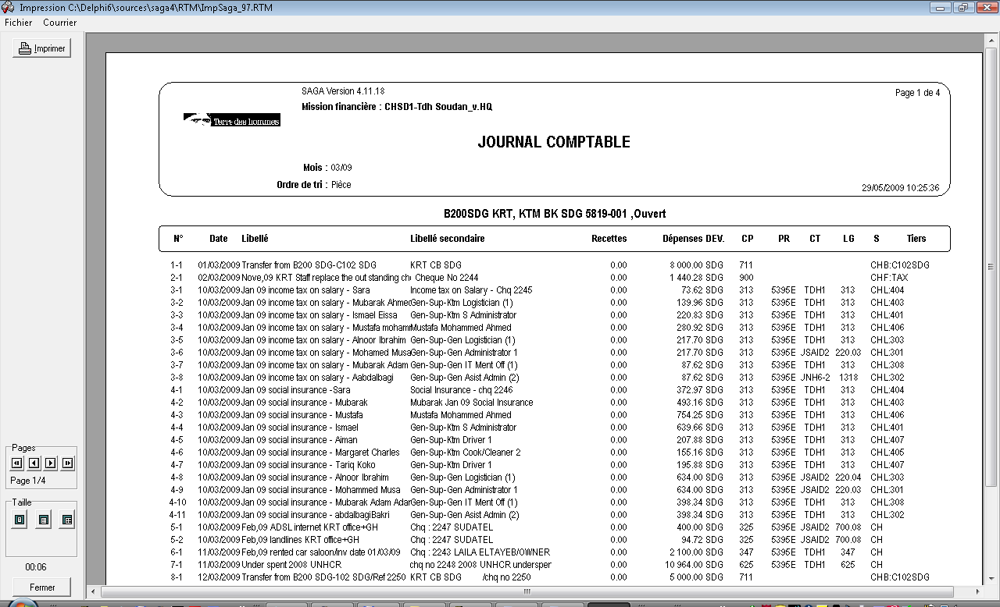 Impression C:\Delphi6\sources\saga4\RTM\ImpSaga_97.RTM
Fichier Courrier
Imprimer
SAGA Version 4.11.18
Page 1 de 4
Mission financière : CHSD1-Tdh Soudan_v.HQ
Terre des hommes
JOURNAL COMPTABLE
Mois : 03/09
Ordre de tri : Pièce
29/05/2009 10:25:36
B200SDG KRT, KTM BK SDG 5819-001 ,Ouvert
N° Date Libellé Libellé secondaire Recettes Dépenses DEV. CP PR CT LG S Tiers
1-1 01/03/2009 Transfer from B200 SDG-C102 SDG KRT CB SDG 0.00 8 000.00 SDG 711 CHB:C102SDG
2-1 02/03/2009 Nove,09 KRT Staff replace the out standing ch Cheque No 2244 0.00 1 440.28 SDG 900 CHF:TAX
3-1 10/03/2009 Jan 09 income tax on salary - Sara Income tax on Salary - Chq 2245 0.00 73.62 SDG 313 5395E TDH1 313 CHL:404
3-2 10/03/2009 Jan 09 income tax on salary - Mubarak Ahmed Gen-Sup-Ktm Logistician (1) 0.00 139.96 SDG 313 5395E TDH1 313 CHL:403
3-3 10/03/2009 Jan 09 income tax on salary - Ismael Eissa Gen-Sup-Ktm S Administrator 0.00 220.83 SDG 313 5395E TDH1 313 CHL:401
3-4 10/03/2009 Jan 09 income tax on salary - Mustafa moham Mustafa Mohammed Ahmed 0.00 280.92 SDG 313 5395E TDH1 313 CHL:406
3-5 10/03/2009 Jan 09 income tax on salary - Alnoor Ibrahim Gen-Sup-Gen Logistician (1) 0.00 217.70 SDG 313 5395E TDH1 313 CHL:303
3-6 10/03/2009 Jan 09 income tax on salary - Mohamed Musa Gen-Sup-Gen Administrator 1 0.00 217.70 SDG 313 5395E JSAID2 220.03 CHL:301
3-7 10/03/2009 Jan 09 income tax on salary - Mubarak Adam Gen-Sup-Gen IT Ment Off (1) 0.00 87.62 SDG 313 5395E TDH1 313 CHL:308
3-8 10/03/2009 Jan 09 income tax on salary - Aabdalbagi Gen-Sup-Gen Asist Admin (2) 0.00 87.62 SDG 313 5395E JNH6-2 1318 CHL:302
4-1 10/03/2009 Jan 09 social insurance -Sara Social Insurance - chq 2246 0.00 372.97 SDG 313 5395E TDH1 313 CHL:404
4-2 10/03/2009 Jan 09 social insurance - Mubarak Mubarak Jan 09 Social Insurance 0.00 493.16 SDG 313 5395E TDH1 313 CHL:403
4-3 10/03/2009 Jan 09 social insurance - Mustafa Mustafa Mohammed Ahmed 0.00 754.25 SDG 313 5395E TDH1 313 CHL:406
4-4 10/03/2009 Jan 09 social insurance - Ismael Gen-Sup-Ktm S Administrator 0.00 639.66 SDG 313 5395E TDH1 313 CHL:401
4-5 10/03/2009 Jan 09 social insurance - Aiman Gen-Sup-Ktm Driver 1 0.00 207.88 SDG 313 5395E TDH1 313 CHL:407
4-6 10/03/2009 Jan 09 social insurance - Margaret Charles Gen-Sup-Ktm Cook/Cleaner 2 0.00 155.16 SDG 313 5395E TDH1 313 CHL:405
4-7 10/03/2009 Jan 09 social insurance - Tariq Koko Gen-Sup-Ktm Driver 1 0.00 195.88 SDG 313 5395E TDH1 313 CHL:407
4-8 10/03/2009 Jan 09 social insurance - Alnoor Ibrahim Gen-Sup-Gen Logistician (1) 0.00 634.00 SDG 313 5395E JSAID2 220.04 CHL:303
4-9 10/03/2009 Jan 09 social insurance - Mohammed Musa Gen-Sup-Gen Administrator 1 0.00 634.00 SDG 313 5395E JSAID2 220.03 CHL:301
4-10 10/03/2009 Jan 09 social insurance - Mubarak Adam Adar Gen-Sup-Gen IT Ment Off (1) 0.00 398.34 SDG 313 5395E TDH1 313 CHL:308
4-11 10/03/2009 Jan 09 social insurance - abdalbagiBakri Gen-Sup-Gen Asist Admin (2) 0.00 398.34 SDG 313 5395E TDH1 313 CHL:302
5-1 10/03/2009 Feb,09 ADSL internet KRT office+GH Chq : 2247 SUDATEL 0.00 400.00 SDG 325 5395E JSAID2 700.08 CH
5-2 10/03/2009 Feb,09 landlines KRT office+GH Chq : 2247 SUDATEL 0.00 94.72 SDG 325 5395E JSAID2 700.08 CH
6-1 11/03/2009 Feb,09 rented car saloon/inv date 01/03/09 Chq : 2243 LAILA ELTAYEB/OWNER 0.00 2 100.00 SDG 347 5395E TDH1 347 CH
7-1 11/03/2009 Under spent 2008 UNHCR chq no 2248 2008 UNHCR undersper 0.00 10 964.00 SDG 625 5395E TDH1 625 CH
8-1 12/03/2009 Transfer from B200 SDG-102 SDG/Ref 2250 KRT CB SDG /chq no 2250 0.00 5 000.00 SDG 711 CHB:C102SDG
Pages
Page 1/4
Taille
00:06
Fermer